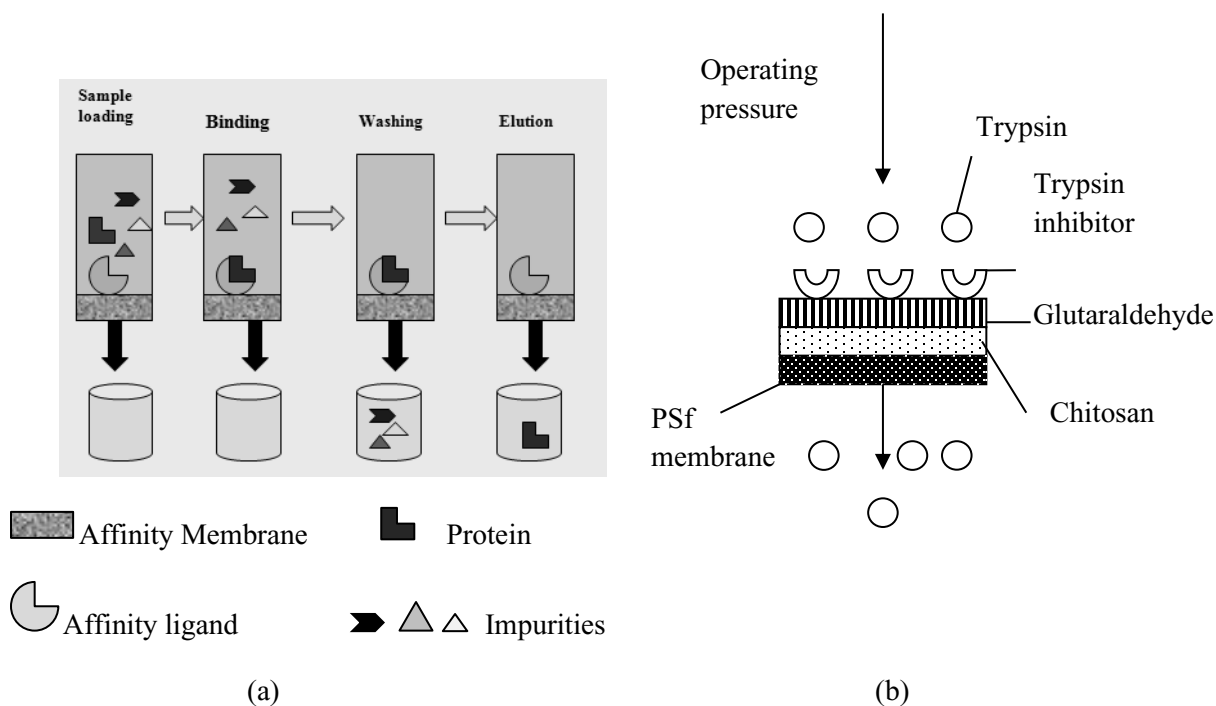 Sample
loading
Binding
Washing
Elution
Affinity Membrane
Protein
Affinity ligand
Impurities
(a)
Operating
pressure
Trypsin
Trypsin
inhibitor
Glutaraldehyde
Chitosan
PSf
membrane
(b)